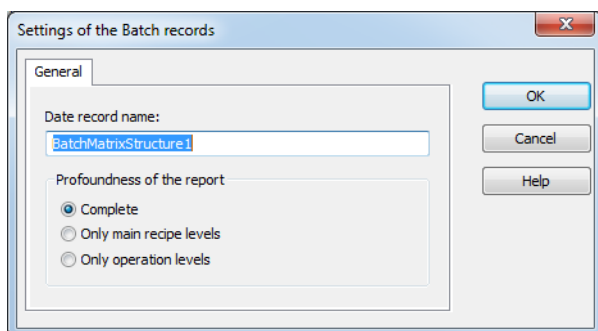 Settings of the Batch records
General
Date record name:
BatchMatrixStructure1
Profoundness of the report
Complete
Only main recipe levels
Only operation levels
OK
Cancel
Help